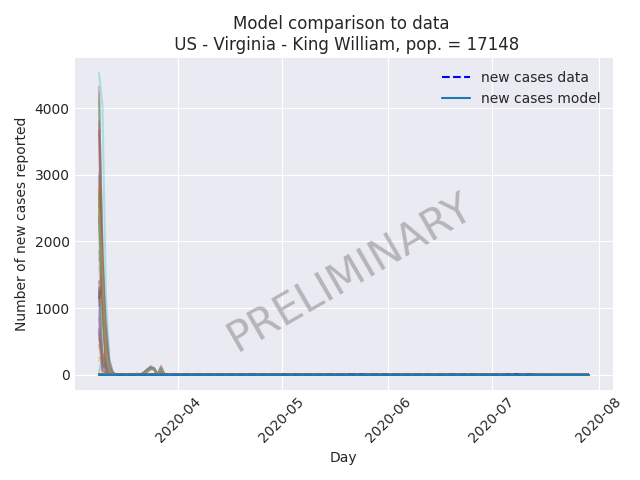 Model comparison to data
US - Virginia - King William, pop. = 17148
new cases data
new cases model
Number of new cases reported
4000
3000
2000
1000
0
PRELIMINARY
2020-04
2020-05
2020-06
2020-07
2020-08
Day